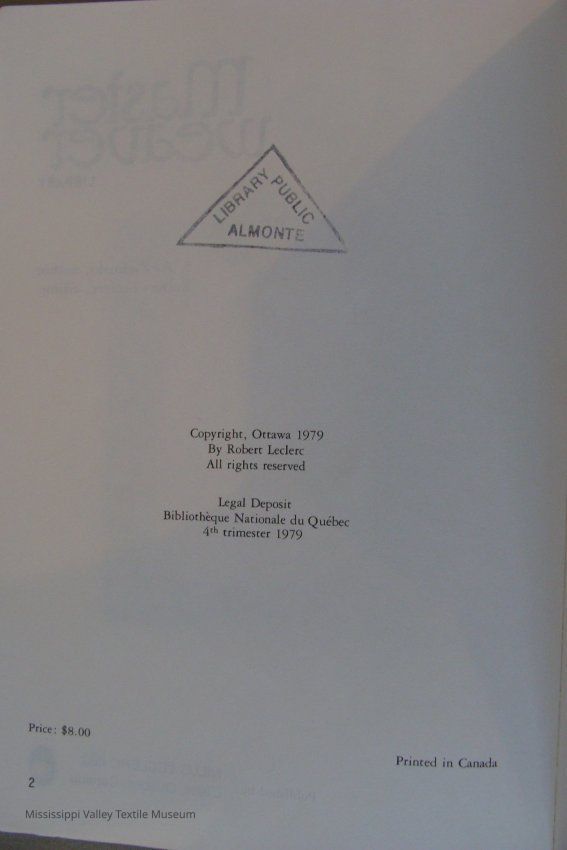 LIBRARY PUBLIC
ALMONTE
Copyright, Ottawa 1979
By Robert Leclerc
All rights reserved
Legal Deposit
Bibliothèque Nationale du Québec
4th trimester 1979
Price: $8.00
Printed in Canada
2
Mississippi Valley Textile Museum